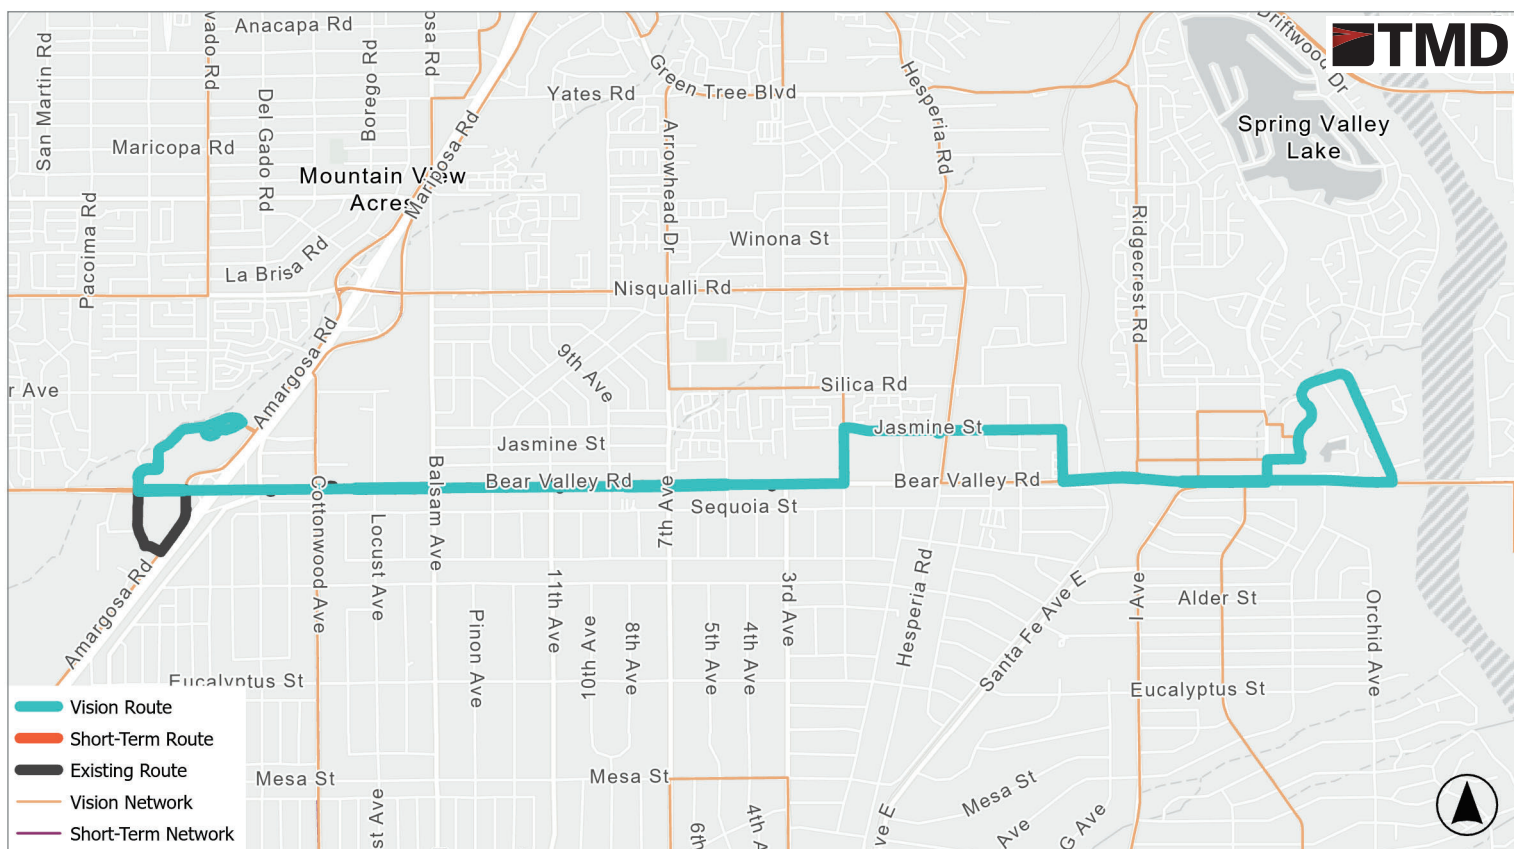 Anacapa Rd
San Martin Rd
vado Rd
Borego Rd
osa Rd
Del Gado Rd
Maricopa Rd
Mountain View
Acres
Mariposa Rd
Pacoima Rd
La Brisa Rd
Yates Rd
Green Tree Blvd
Arrowhead Dr
Hesperia Rd
Driftwood Dr
TMD
Spring Valley
Lake
Winona St
Ridgecrest Rd
Nisqualli Rd
Amargosa Rd
r Ave
9th Ave
Silica Rd
Jasmine St
Jasmine St
Balsam Ave
Bear Valley Rd
Bear Valley Rd
Cottonwood Ave
Locust Ave
7th Ave
Sequoia St
Amargosa Rd
Pinon Ave
11th Ave
10th Ave
8th Ave
5th Ave
4th Ave
3rd Ave
Hesperia Rd
Santa Fe Ave E
I Ave
Alder St
Orchid Ave
Eucalyptus St
Eucalyptus St
Mesa St
Mesa St
Mesa St
st Ave
6th
4th A
ve E
Ave
G Ave
Vision Route
Short-Term Route
Existing Route
Vision Network
Short-Term Network